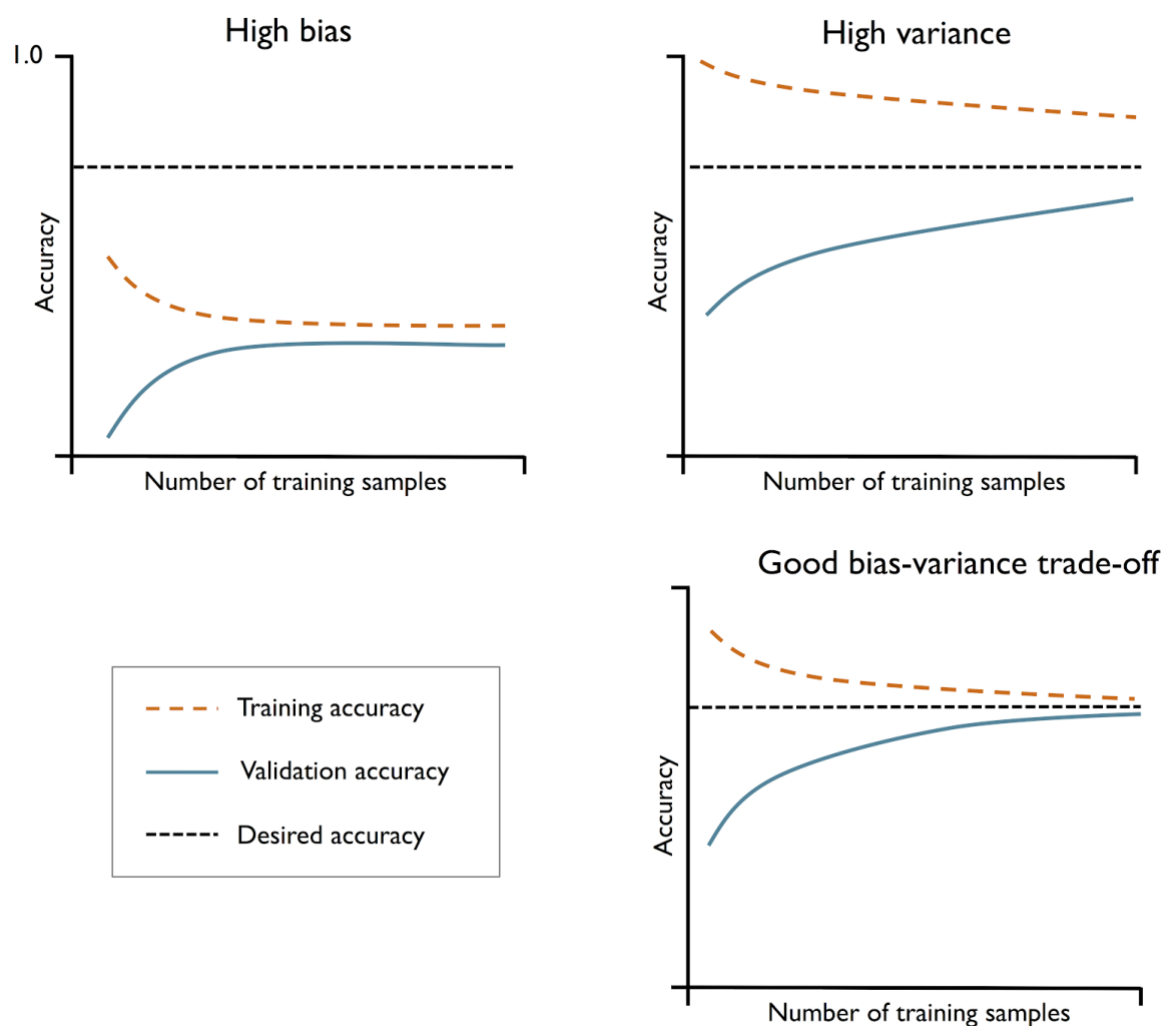 High bias
1.0
Accuracy
Number of training samples
High variance
Accuracy
Number of training samples
Good bias-variance trade-off
Accuracy
Number of training samples
Training accuracy
Validation accuracy
Desired accuracy